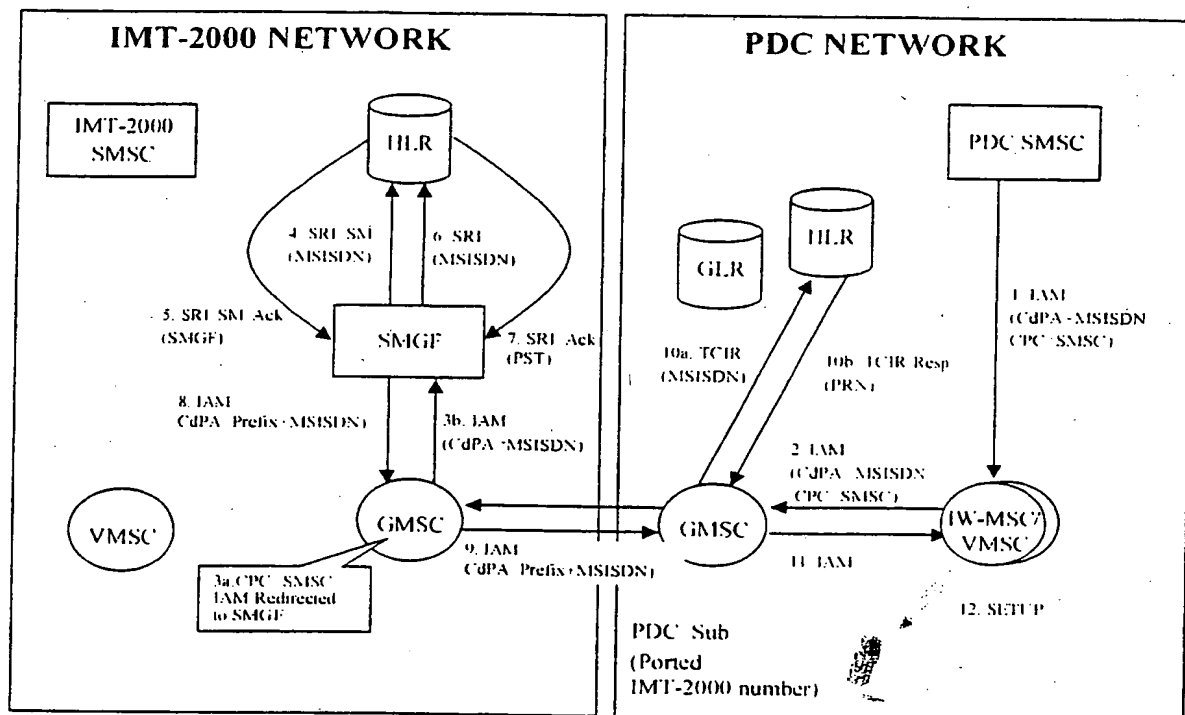 IMT-2000 NETWORK
IMT-2000
SMSC
HLR
4. SRI SM
(MSISDN)
6. SRI
(MSISDN)
5. SRI SM Ack
(SMGF)
SMGF
7. SRI Ack
(PST)
8. IAM
CdPA Prefix+MSISDN)
3b. IAM
(CdPA +MSISDN)
VMSC
GMSC
3a. CPC SMSC
IAM Redirected
to SMGF
9. IAM
CdPA Prefix+MSISDN)
PDC NETWORK
PDC SMSC
HLR
GLR
1. IAM
(CdPA -MSISDN
CPC SMSC)
10a. TCIR
(MSISDN)
10b. TCIR Resp
(PRN)
2. IAM
(CdPA MSISDN
CPC SMSC)
GMSC
IW-MSC/
VMSC
11. IAM
12. SETUP
PDC Sub
(Ported
IMT-2000 number)